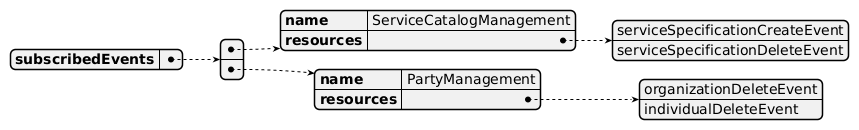 subscribedEvents
name ServiceCatalogManagement
resources
serviceSpecificationCreateEvent
serviceSpecificationDeleteEvent
name PartyManagement
resources
organizationDeleteEvent
individualDeleteEvent